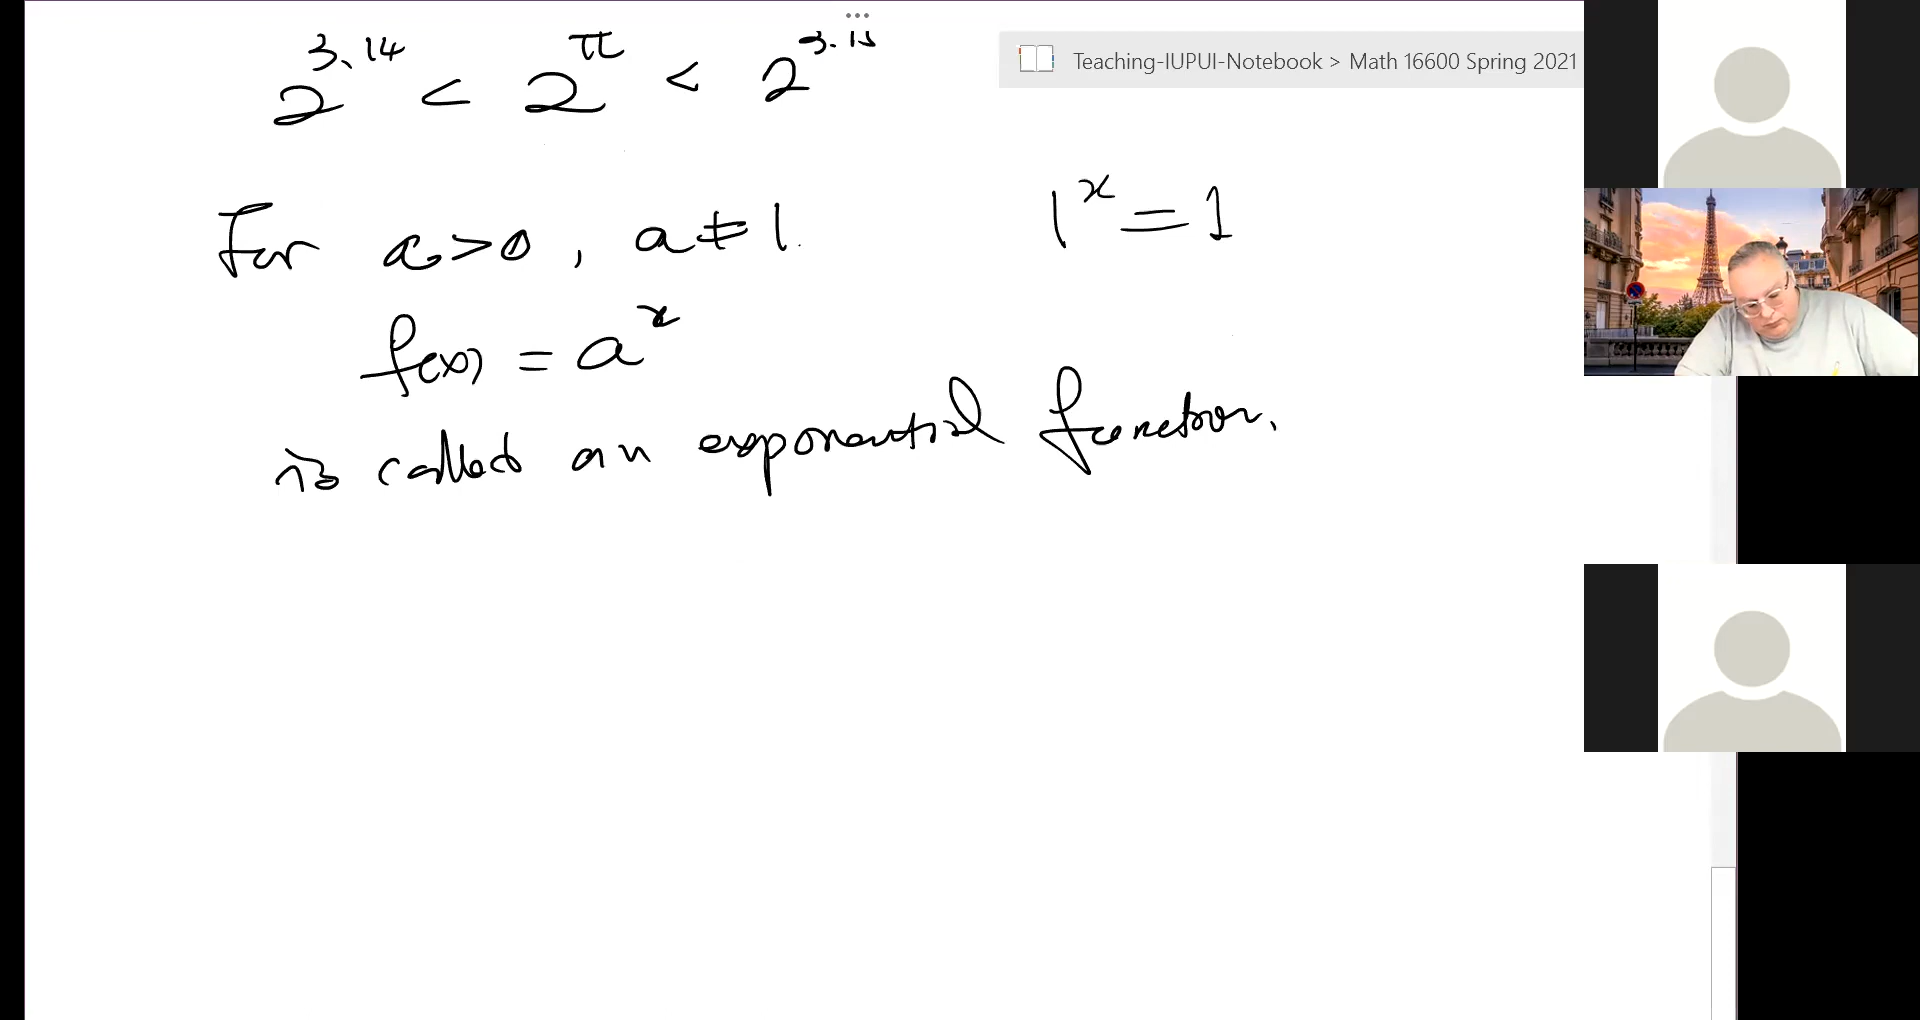 2^3.14 < 2^π < 2^3.15
Teaching-IUPUI-Notebook > Math 16600 Spring 2021
For a>0, a≠1.
1^x = 1
f(x) = a^x
is called an exponential function.